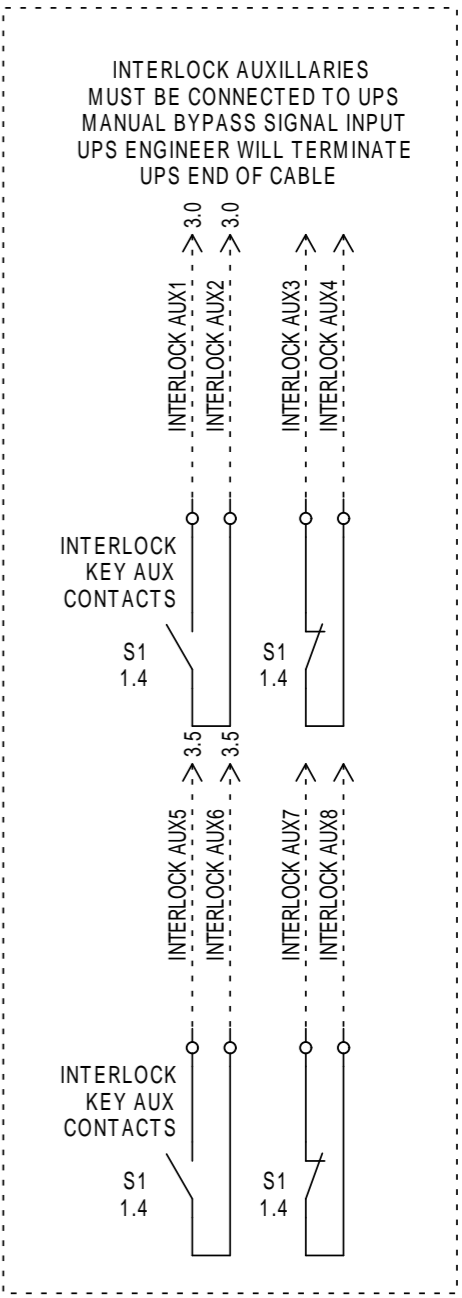 INTERLOCK AUXILLARIES
MUST BE CONNECTED TO UPS
MANUAL BYPASS SIGNAL INPUT
UPS ENGINEER WILL TERMINATE
UPS END OF CABLE
3.0
3.0
INTERLOCK AUX1
INTERLOCK AUX2
INTERLOCK AUX3
INTERLOCK AUX4
INTERLOCK
KEY AUX
CONTACTS
S1
1.4
S1
1.4
3.5
3.5
INTERLOCK AUX5
INTERLOCK AUX6
INTERLOCK AUX7
INTERLOCK AUX8
INTERLOCK
KEY AUX
CONTACTS
S1
1.4
S1
1.4